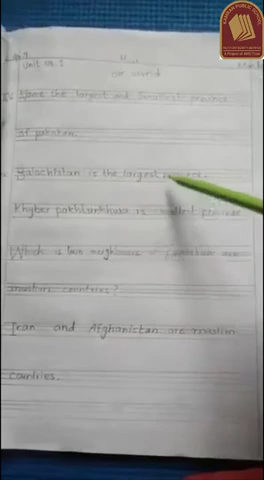 Unit No. 2
our world
Name the largest and Smallest province
of pakistan.
Balochistan is the largest
Khyber pakhtunkhwa is smallest province
Which is two neighbours of pakistan are
muslim countries?
Iran and Afghanistan are muslim
countries.